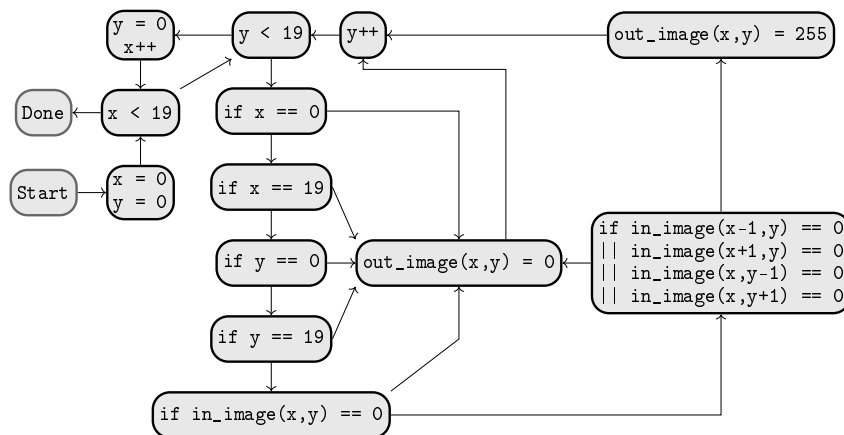 y = 0
x++
y < 19
y++
out_image(x,y) = 255
Done
x < 19
if x == 0
Start
x = 0
y = 0
if x == 19
if y == 0
out_image(x,y) = 0
if in_image(x-1,y) == 0
|| in_image(x+1,y) == 0
|| in_image(x,y-1) == 0
|| in_image(x,y+1) == 0
if y == 19
if in_image(x,y) == 0